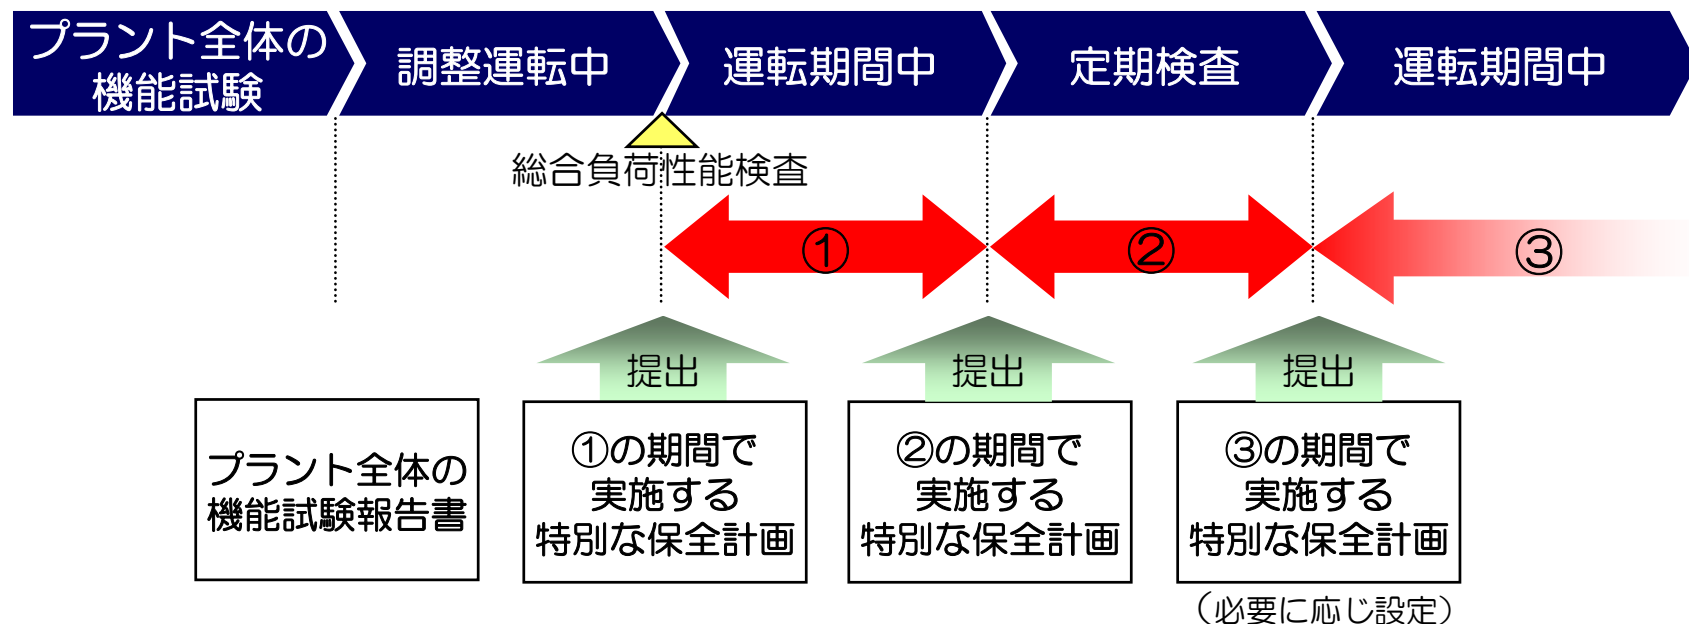 プラント全体の
機能試験
調整運転中
運転期間中
定期検査
運転期間中
総合負荷性能検査
①
②
③
提出
提出
提出
プラント全体の
機能試験報告書
①の期間で
実施する
特別な保全計画
②の期間で
実施する
特別な保全計画
③の期間で
実施する
特別な保全計画
（必要に応じ設定）